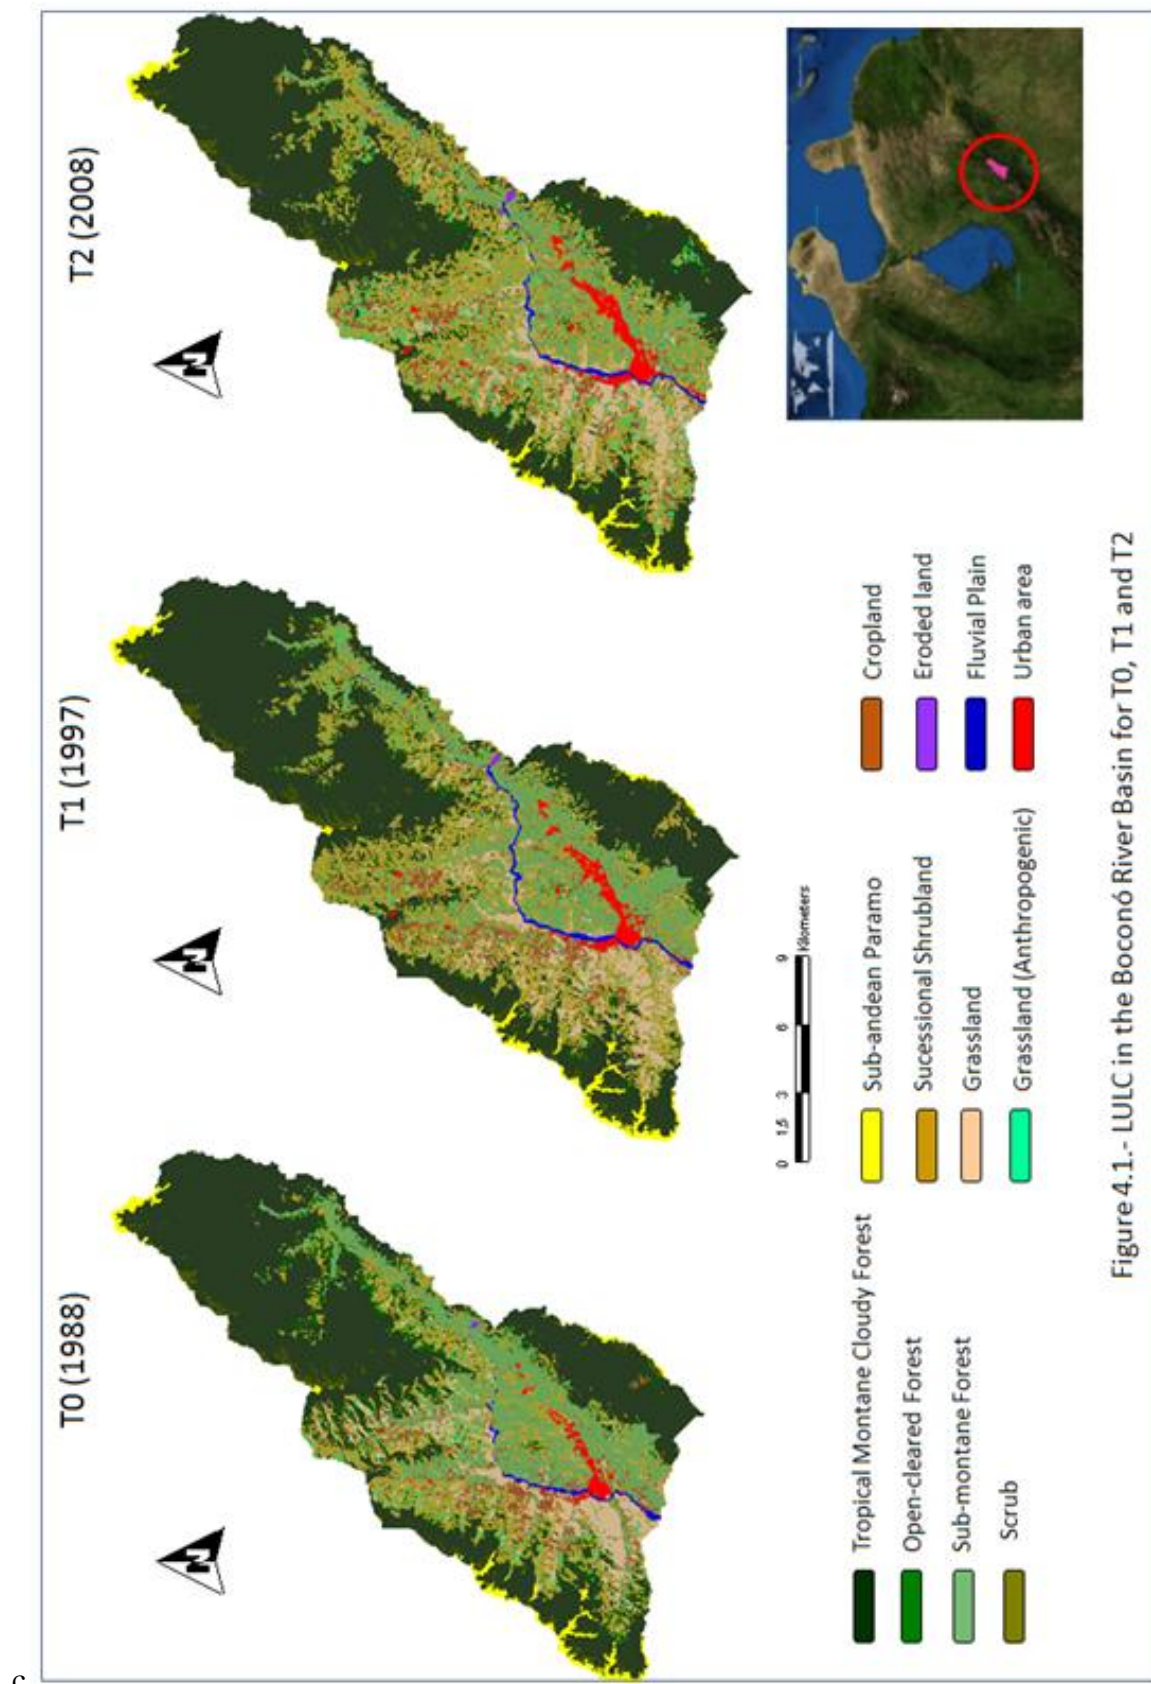 T0 (1988)
T1 (1997)
T2 (2008)
N
N
N
0 1,5 3 6 9
Kilometers
Tropical Montane Cloudy Forest
Open-cleared Forest
Sub-montane Forest
Scrub
Sub-andean Paramo
Sucessional Shrubland
Grassland
Grassland (Anthropogenic)
Cropland
Eroded land
Fluvial Plain
Urban area
Figure 4.1.- LULC in the Boconó River Basin for T0, T1 and T2
c